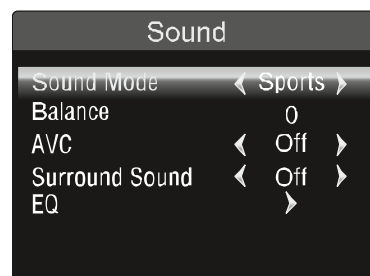 Sound
Sound Mode Sports
Balance 0
AVC Off
Surround Sound Off
EQ